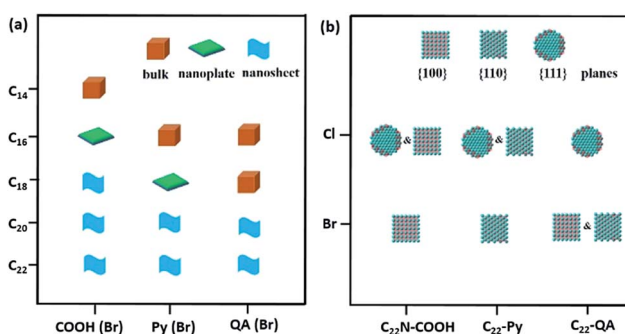 (a)
bulk nanoplate nanosheet
C₁₄
C₁₆
C₁₈
C₂₀
C₂₂
COOH (Br) Py (Br) QA (Br)
(b)
{100} {110} {111} planes
Cl & &
Br &
C₂₂N-COOH C₂₂-Py C₂₂-QA